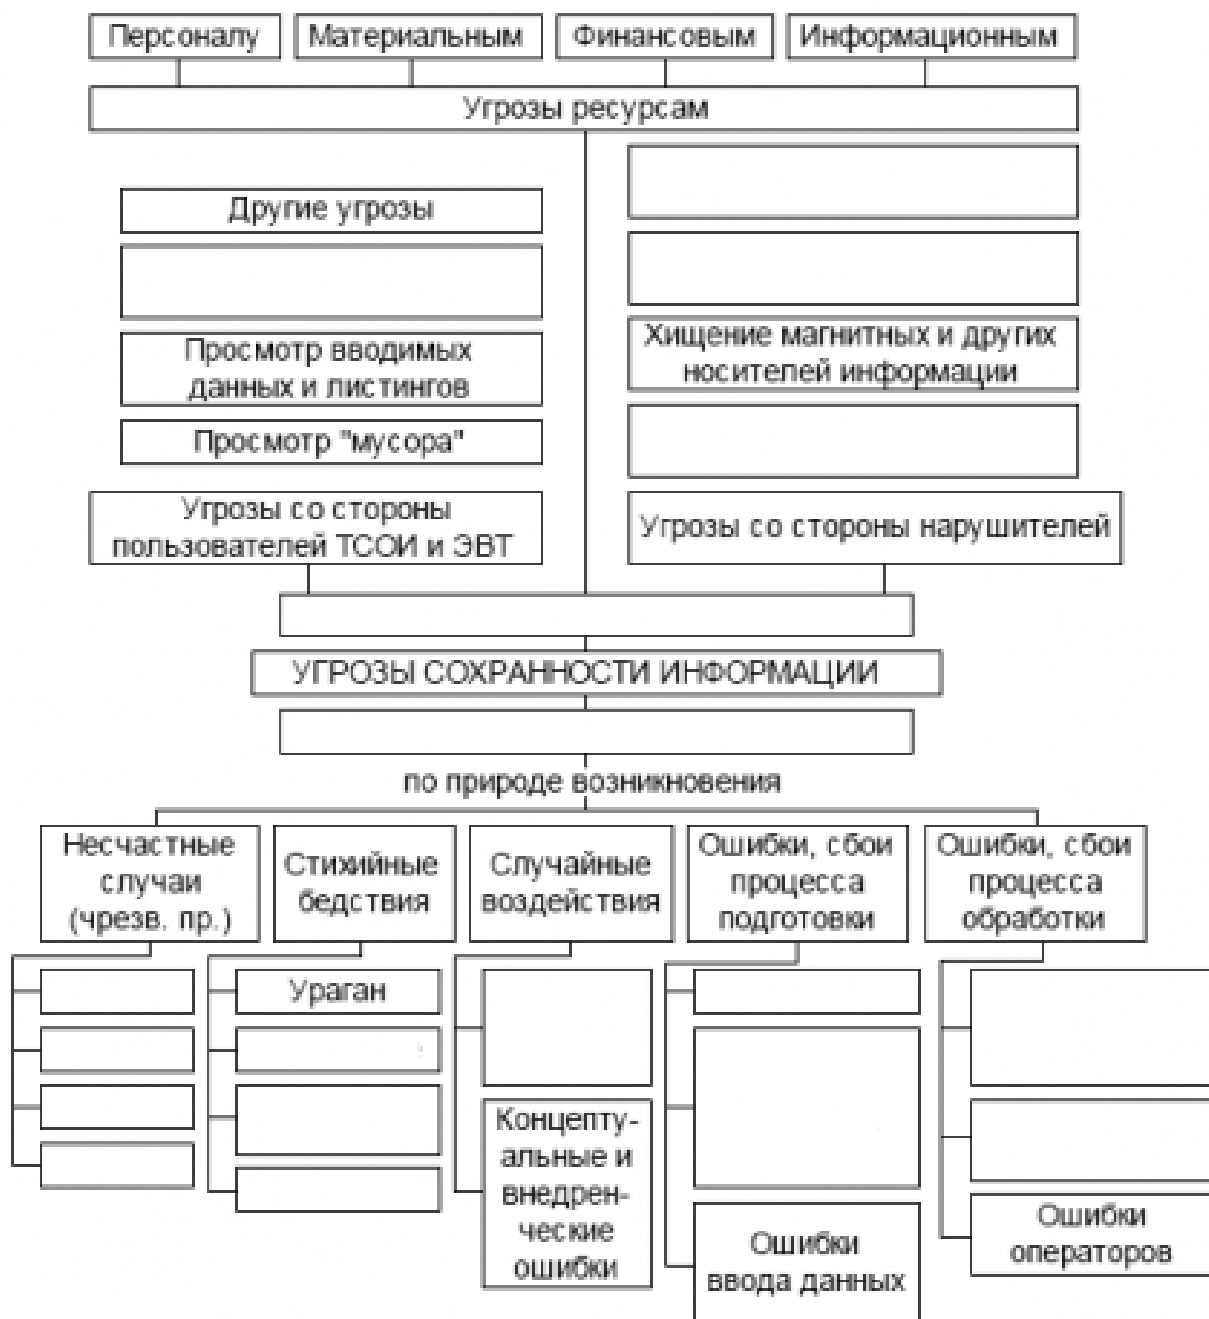 Персоналу Материальным Финансовым Информационным
Угрозы ресурсам
Другие угрозы
Просмотр вводимых
данных и листингов
Просмотр "мусора"
Угрозы со стороны
пользователей ТСОИ и ЭВТ
Хищение магнитных и других
носителей информации
Угрозы со стороны нарушителей
УГРОЗЫ СОХРАННОСТИ ИНФОРМАЦИИ
по природе возникновения
Несчастные
случаи
(чрезв. пр.)
Стихийные
бедствия
Случайные
воздействия
Ошибки, сбои
процесса
подготовки
Ошибки, сбои
процесса
обработки
Ураган
Концепту-
альные и
внедрен-
ческие
ошибки
Ошибки
ввода данных
Ошибки
операторов